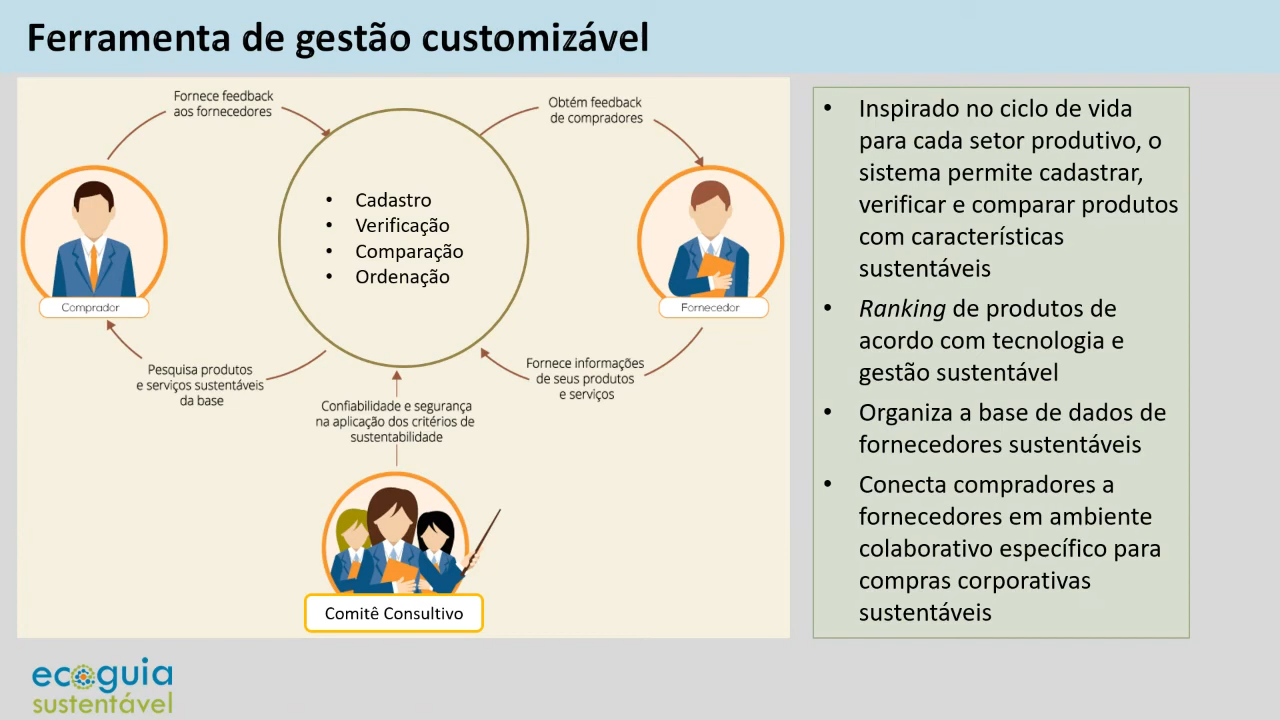 Ferramenta de gestão customizável
Fornece feedback
aos fornecedores
Obtém feedback
de compradores
• Cadastro
• Verificação
• Comparação
• Ordenação
Comprador
Fornecedor
Pesquisa produtos
e serviços sustentáveis
da base
Fornece informações
de seus produtos
e serviços
Confiabilidade e segurança
na aplicação dos critérios de
sustentabilidade
Comitê Consultivo
• Inspirado no ciclo de vida
para cada setor produtivo, o
sistema permite cadastrar,
verificar e comparar produtos
com características
sustentáveis
• Ranking de produtos de
acordo com tecnologia e
gestão sustentável
• Organiza a base de dados de
fornecedores sustentáveis
• Conecta compradores a
fornecedores em ambiente
colaborativo específico para
compras corporativas
sustentáveis
ecoguia
sustentável